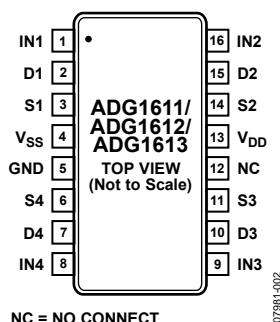 IN1 1
D1 2
S1 3
VSS 4
GND 5
S4 6
D4 7
IN4 8
ADG1611/
ADG1612/
ADG1613
TOP VIEW
(Not to Scale)
16 IN2
15 D2
14 S2
13 VDD
12 NC
11 S3
10 D3
9 IN3
NC = NO CONNECT
07981-002